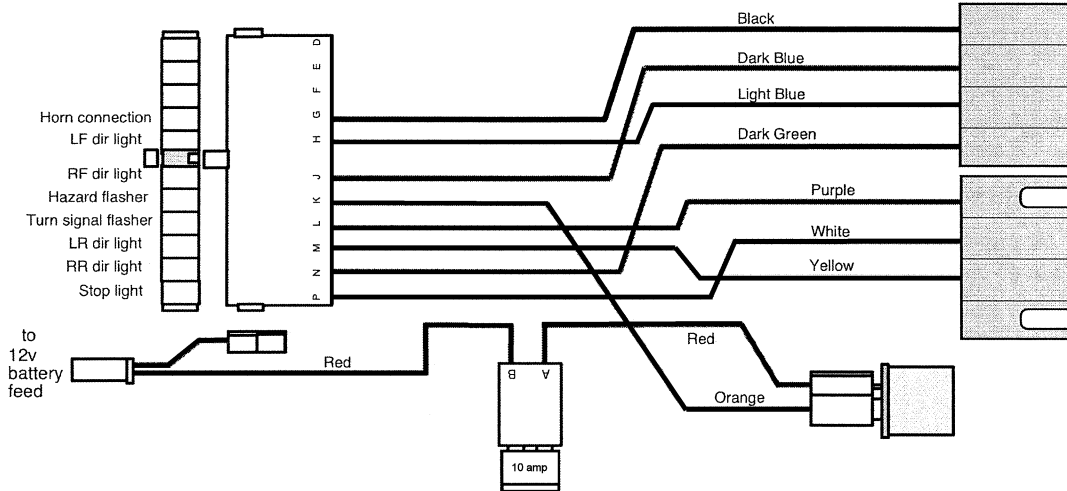 Black
Dark Blue
Light Blue
Dark Green
Purple
White
Yellow
Horn connection
LF dir light
RF dir light
Hazard flasher
Turn signal flasher
LR dir light
RR dir light
Stop light
D
E
F
G
H
J
K
L
M
N
P
to
12v
battery
feed
Red
B
A
Red
Orange
10 amp